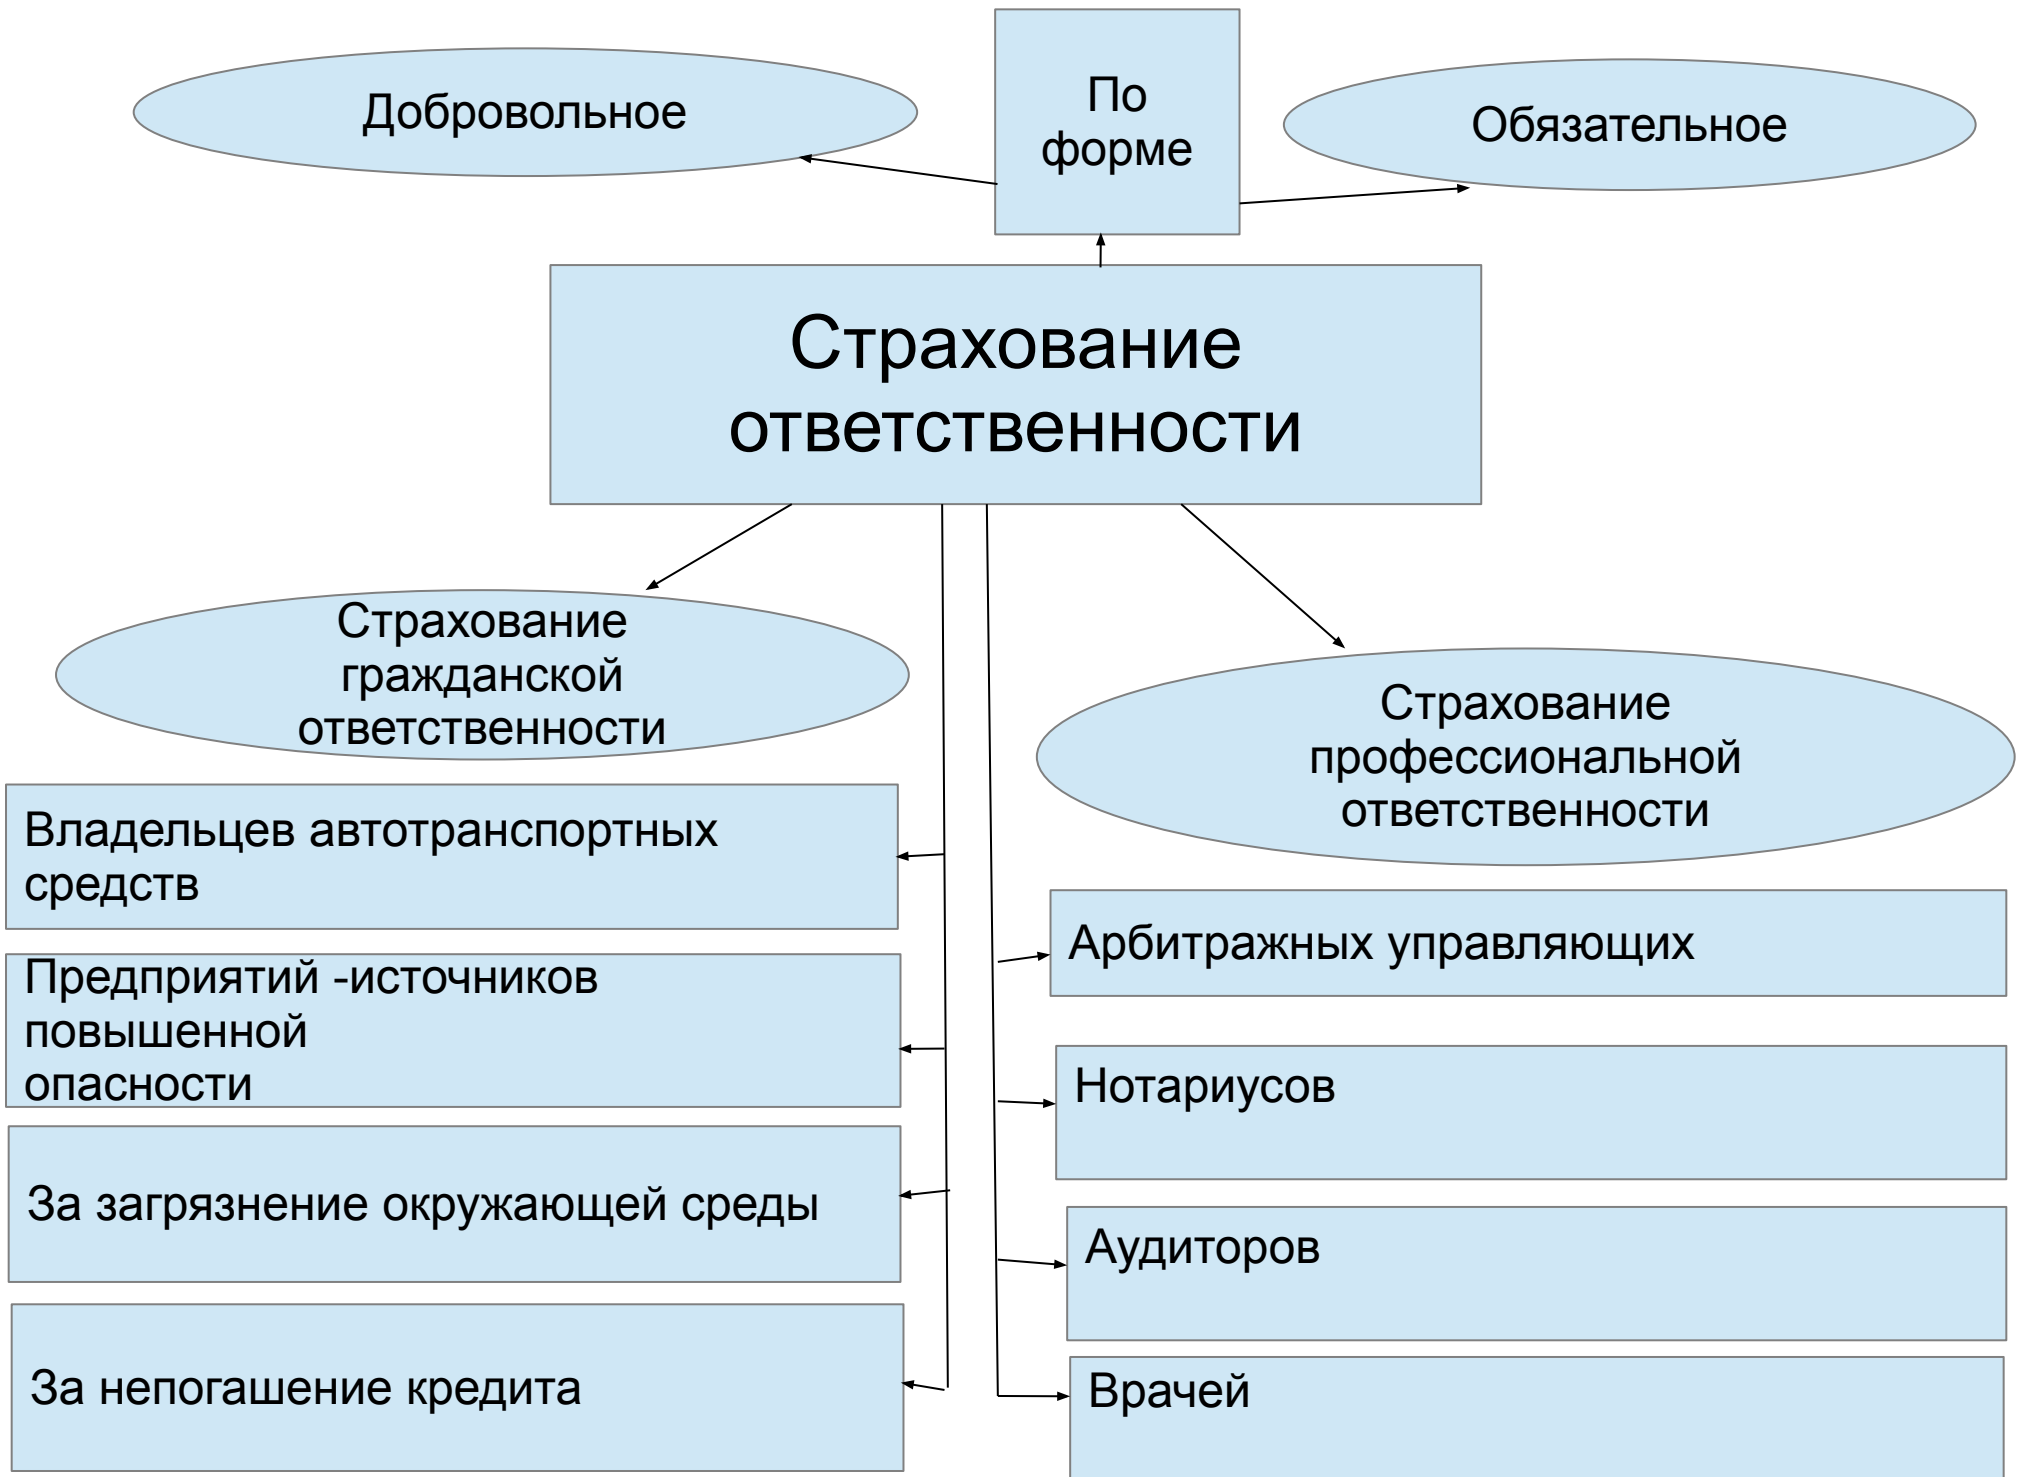 Добровольное
По
форме
Обязательное
Страхование
ответственности
Страхование
гражданской
ответственности
Страхование
профессиональной
ответственности
Владельцев автотранспортных
средств
Предприятий -источников
повышенной
опасности
За загрязнение окружающей среды
За непогашение кредита
Арбитражных управляющих
Нотариусов
Аудиторов
Врачей